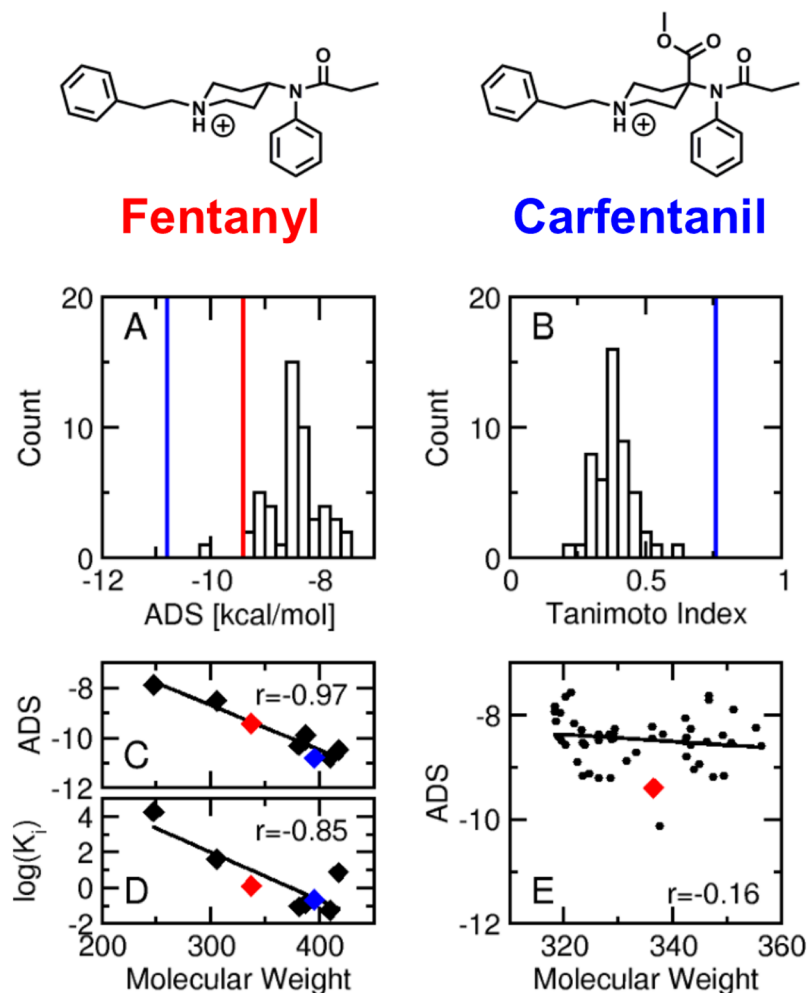 O
O
O
O
N
N
N
H
⊕
N
H
⊕
Fentanyl
Carfentanil
20
10
0
Count
A
-12
-10
-8
ADS [kcal/mol]
20
10
0
Count
B
0
0.5
1
Tanimoto Index
-8
-10
-12
ADS
C
r=-0.97
4
2
0
-2
log(Ki)
D
r=-0.85
200
300
400
Molecular Weight
-8
-10
-12
ADS
E
r=-0.16
320
340
360
Molecular Weight